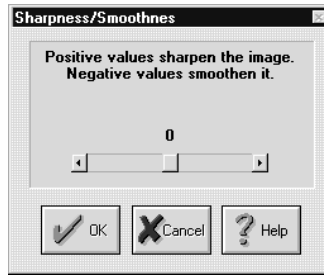 Sharpness/Smoothnes
Positive values sharpen the image.
Negative values smoothen it.
0
OK
Cancel
Help